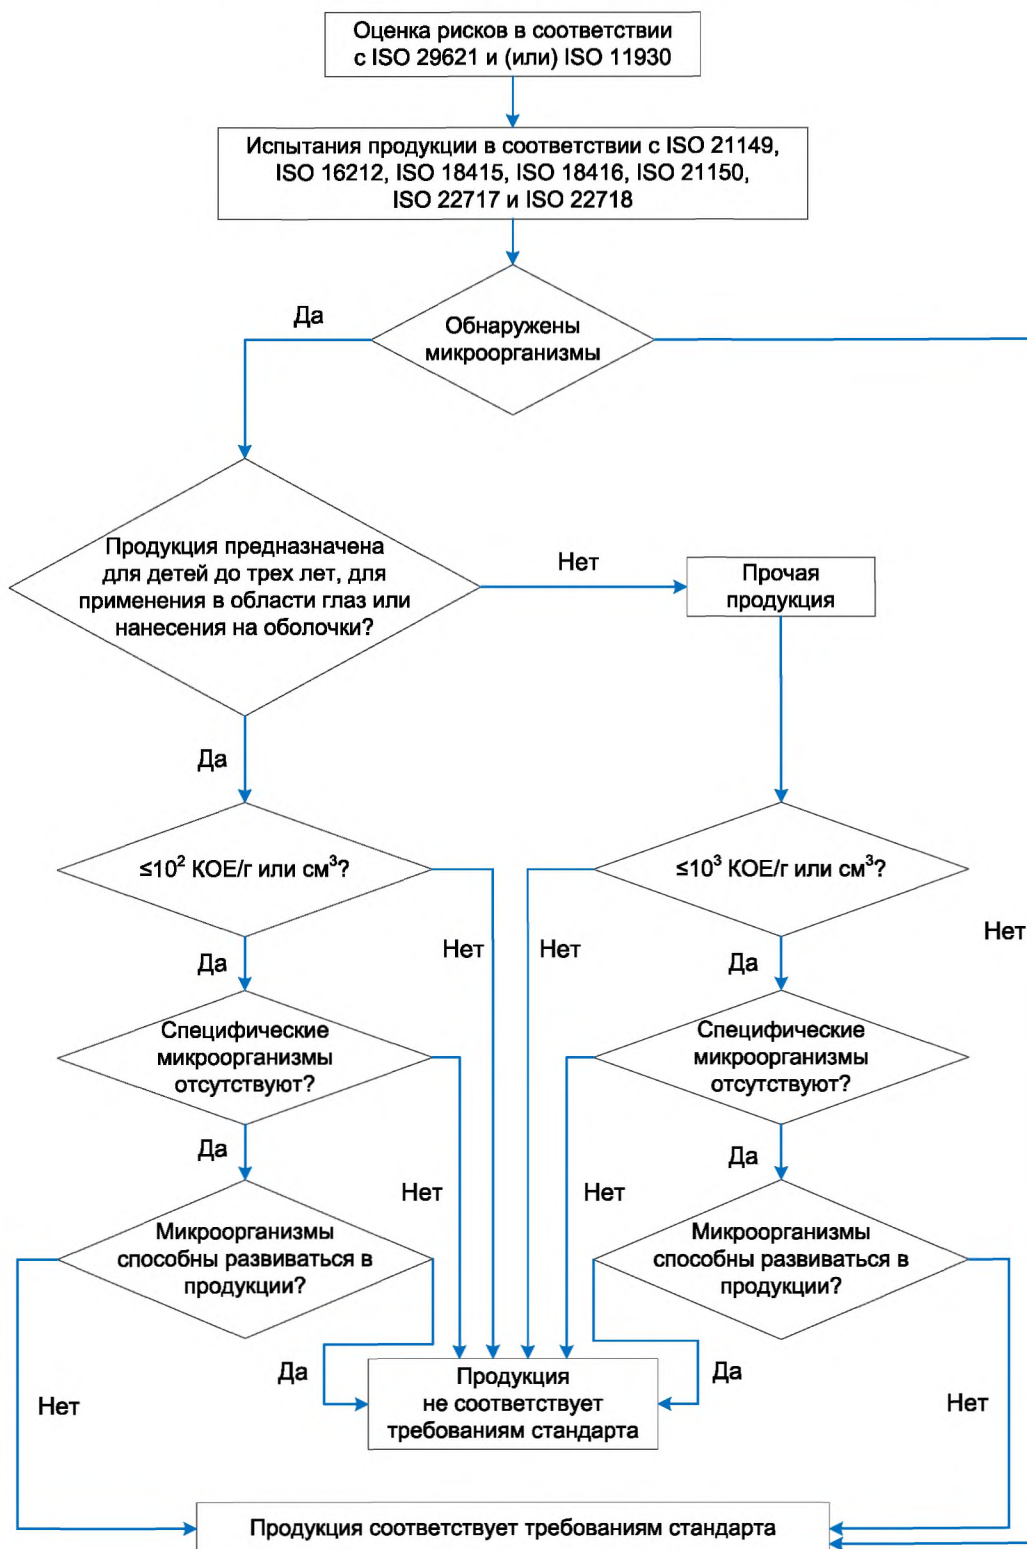 Оценка рисков в соответствии
с ISO 29621 и (или) ISO 11930
Испытания продукции в соответствии с ISO 21149,
ISO 16212, ISO 18415, ISO 18416, ISO 21150,
ISO 22717 и ISO 22718
Да
Обнаружены
микроорганизмы
Продукция предназначена
для детей до трех лет, для
применения в области глаз или
нанесения на оболочки?
Нет
Прочая
продукция
Да
≤10² КОЕ/г или см³?
≤10³ КОЕ/г или см³?
Нет
Да
Нет
Нет
Да
Специфические
микроорганизмы
отсутствуют?
Специфические
микроорганизмы
отсутствуют?
Да
Нет
Нет
Да
Микроорганизмы
способны развиваться в
продукции?
Микроорганизмы
способны развиваться в
продукции?
Да
Да
Продукция
не соответствует
требованиям стандарта
Нет
Нет
Продукция соответствует требованиям стандарта